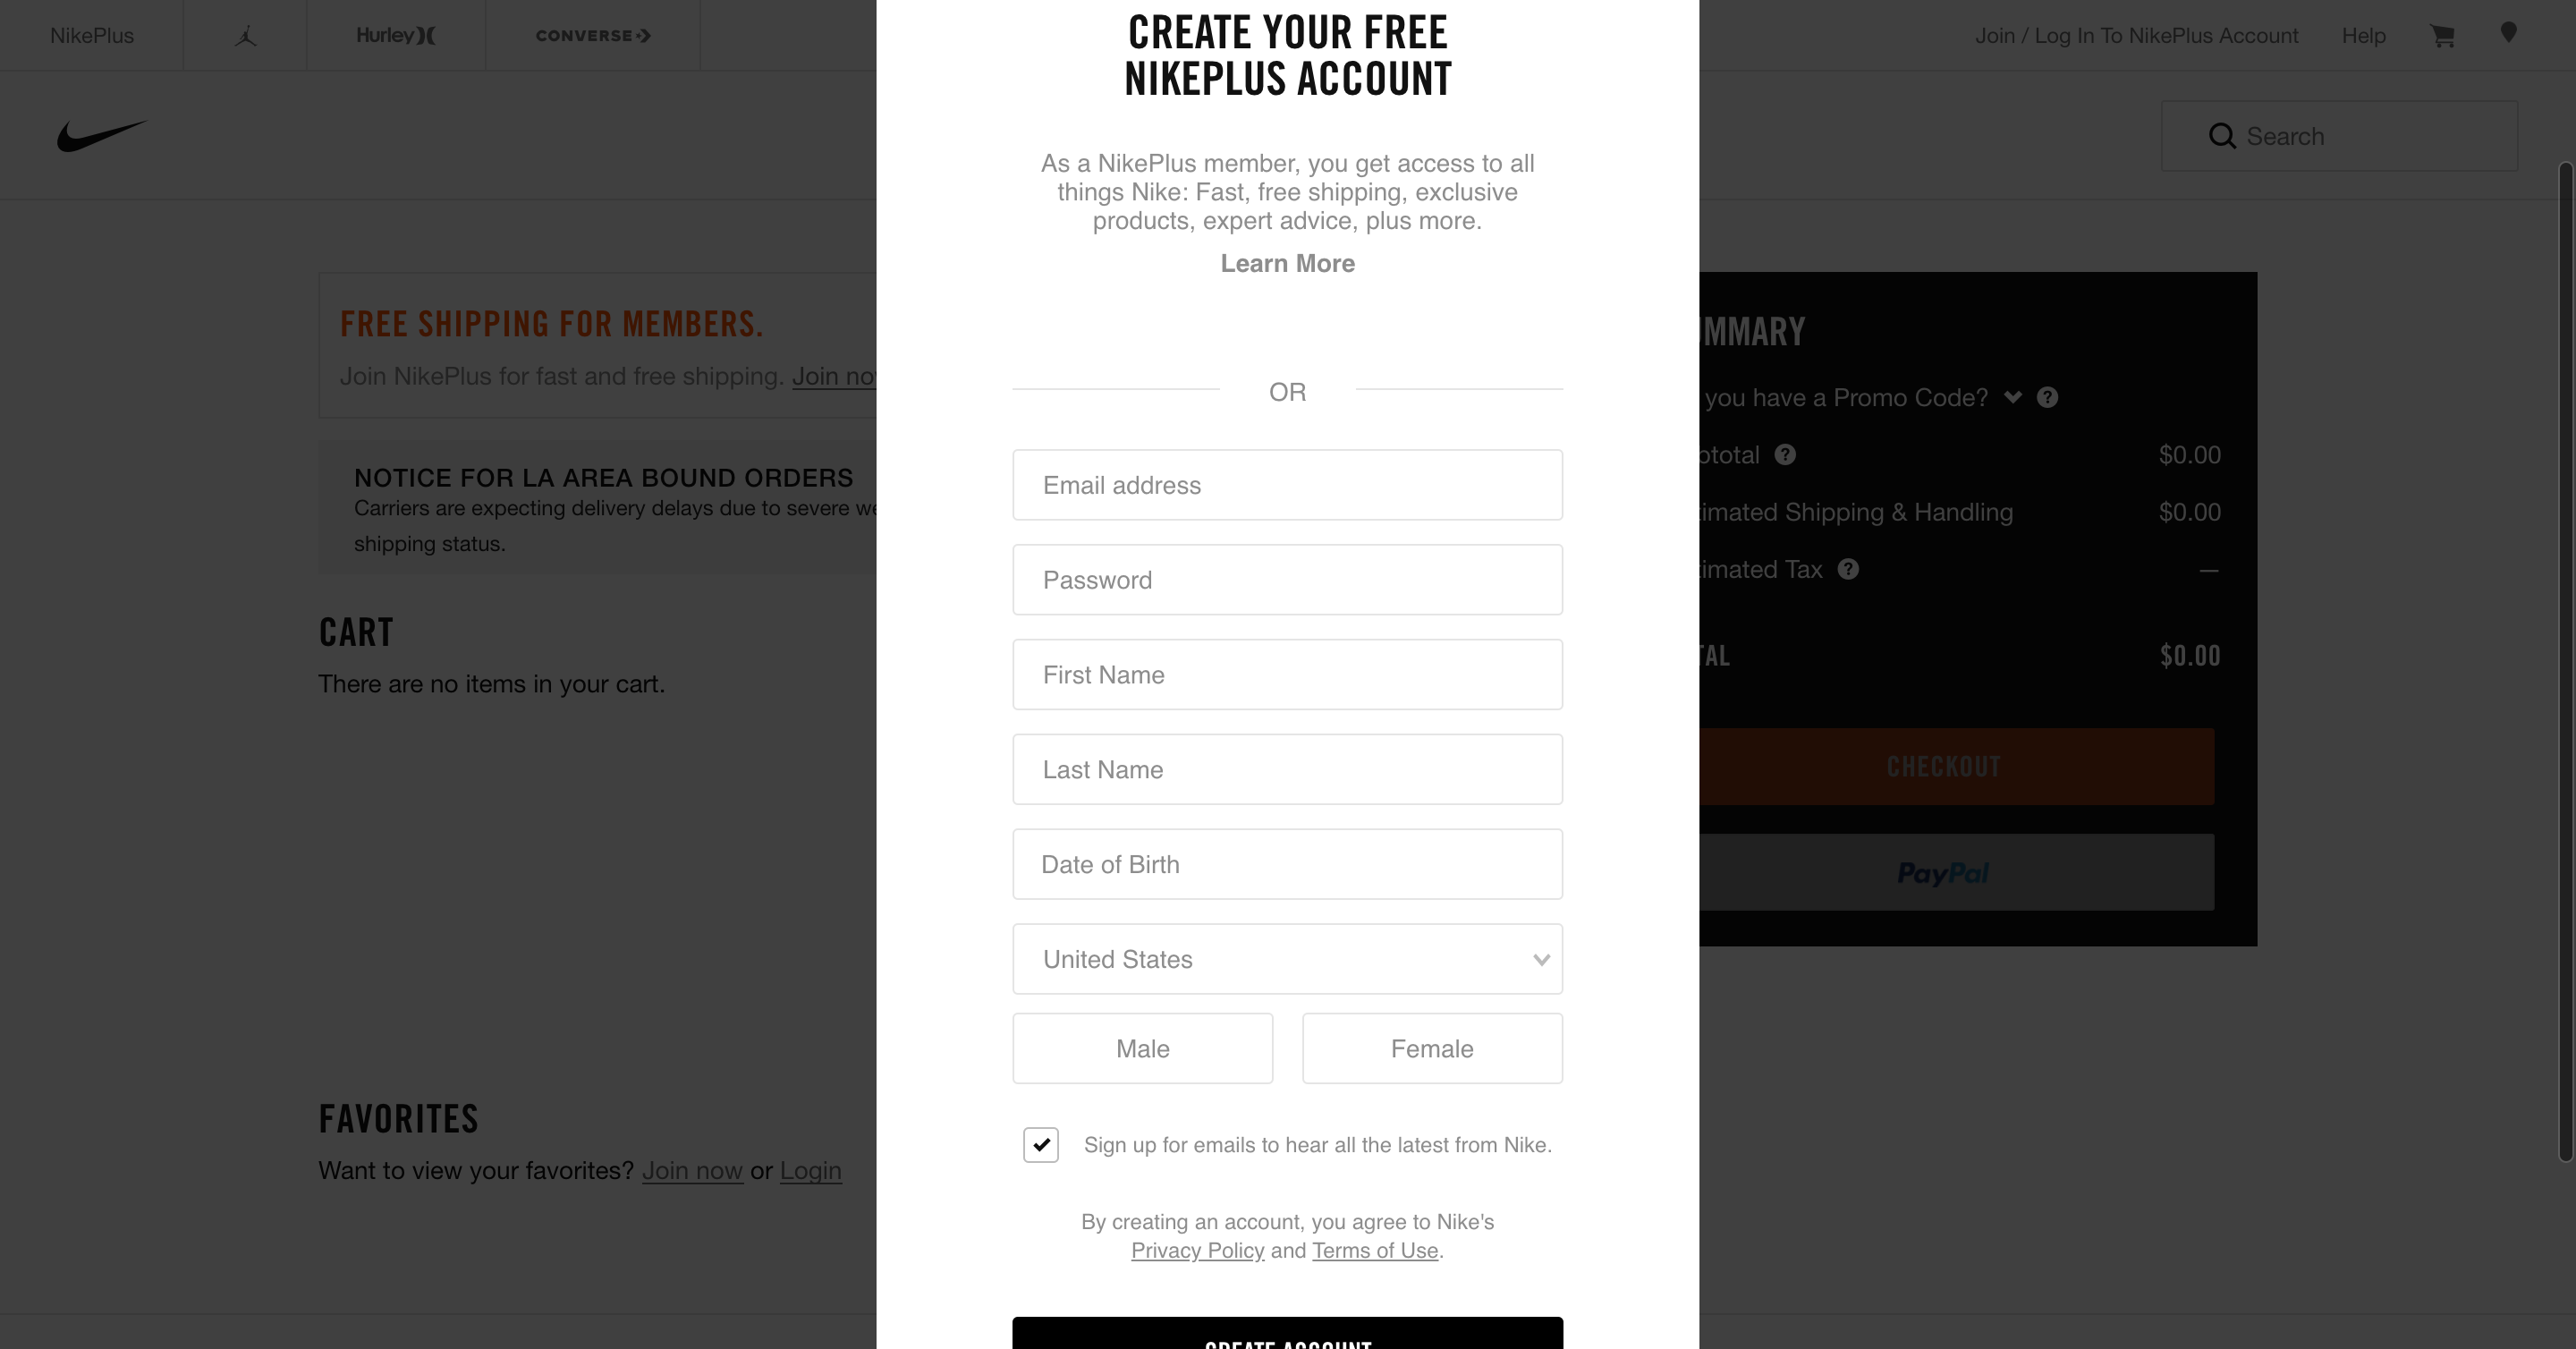 NikePlus
Hurley
CONVERSE
Join / Log In To NikePlus Account
Help
Search
FREE SHIPPING FOR MEMBERS.
Join NikePlus for fast and free shipping. Join no
NOTICE FOR LA AREA BOUND ORDERS
Carriers are expecting delivery delays due to severe we
shipping status.
CART
There are no items in your cart.
FAVORITES
Want to view your favorites? Join now or Login
CREATE YOUR FREE
NIKEPLUS ACCOUNT
As a NikePlus member, you get access to all
things Nike: Fast, free shipping, exclusive
products, expert advice, plus more.
Learn More
OR
Email address
Password
First Name
Last Name
Date of Birth
United States
Male
Female
Sign up for emails to hear all the latest from Nike.
By creating an account, you agree to Nike's
Privacy Policy and Terms of Use.
CREATE ACCOUNT
UMMARY
you have a Promo Code? ?
btotal ? $0.00
timated Shipping & Handling $0.00
timated Tax ? —
TAL $0.00
CHECKOUT
PayPal